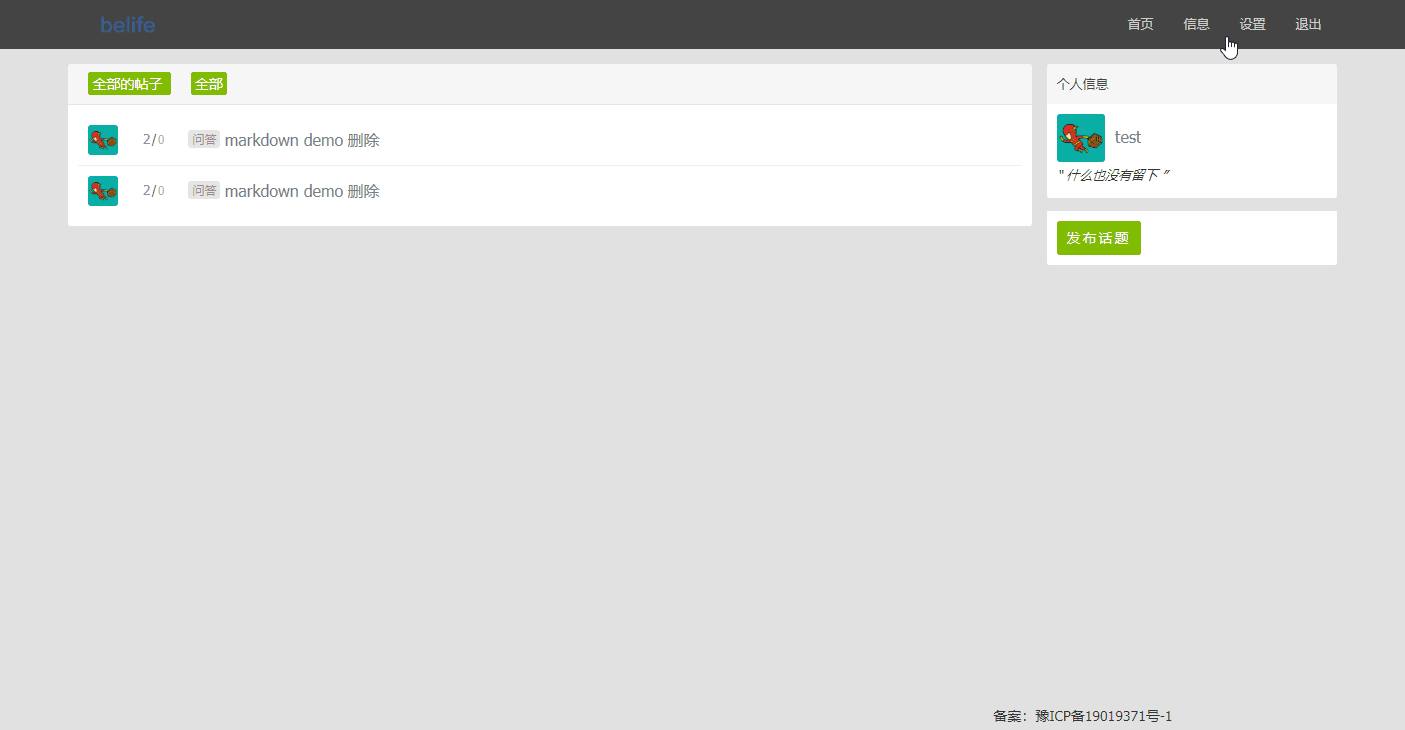 belife 首页 信息 设置 退出
全部的帖子 全部
2/0 问答 markdown demo 删除
2/0 问答 markdown demo 删除
个人信息
test
" 什么也没有留下 ”
发布话题
备案：豫ICP备19019371号-1